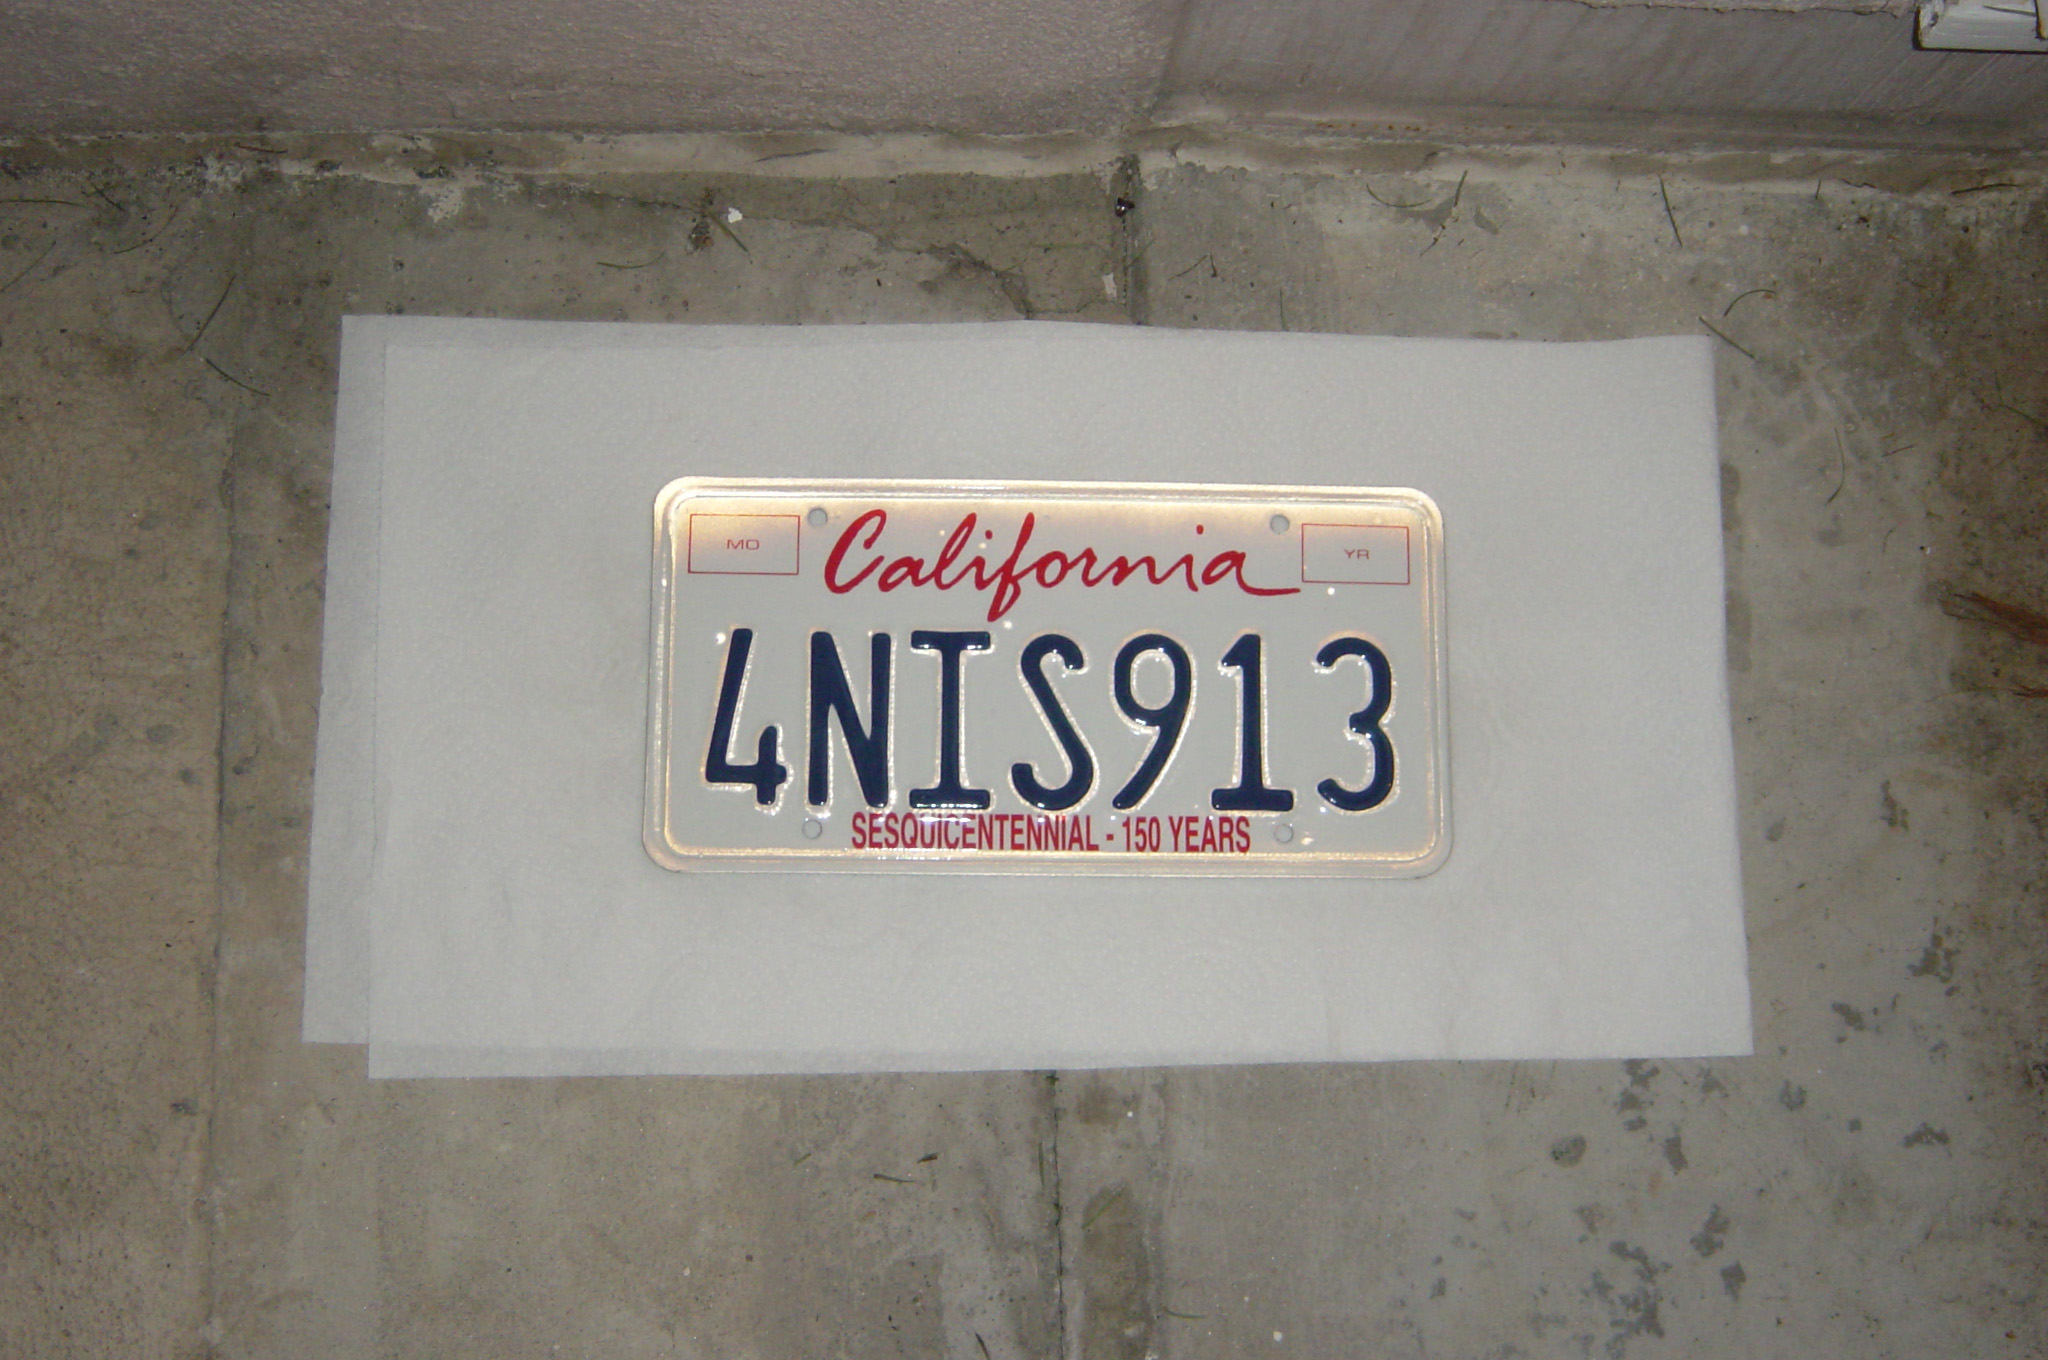 MO California YR
4NIS913
SESQUICENTENNIAL - 150 YEARS